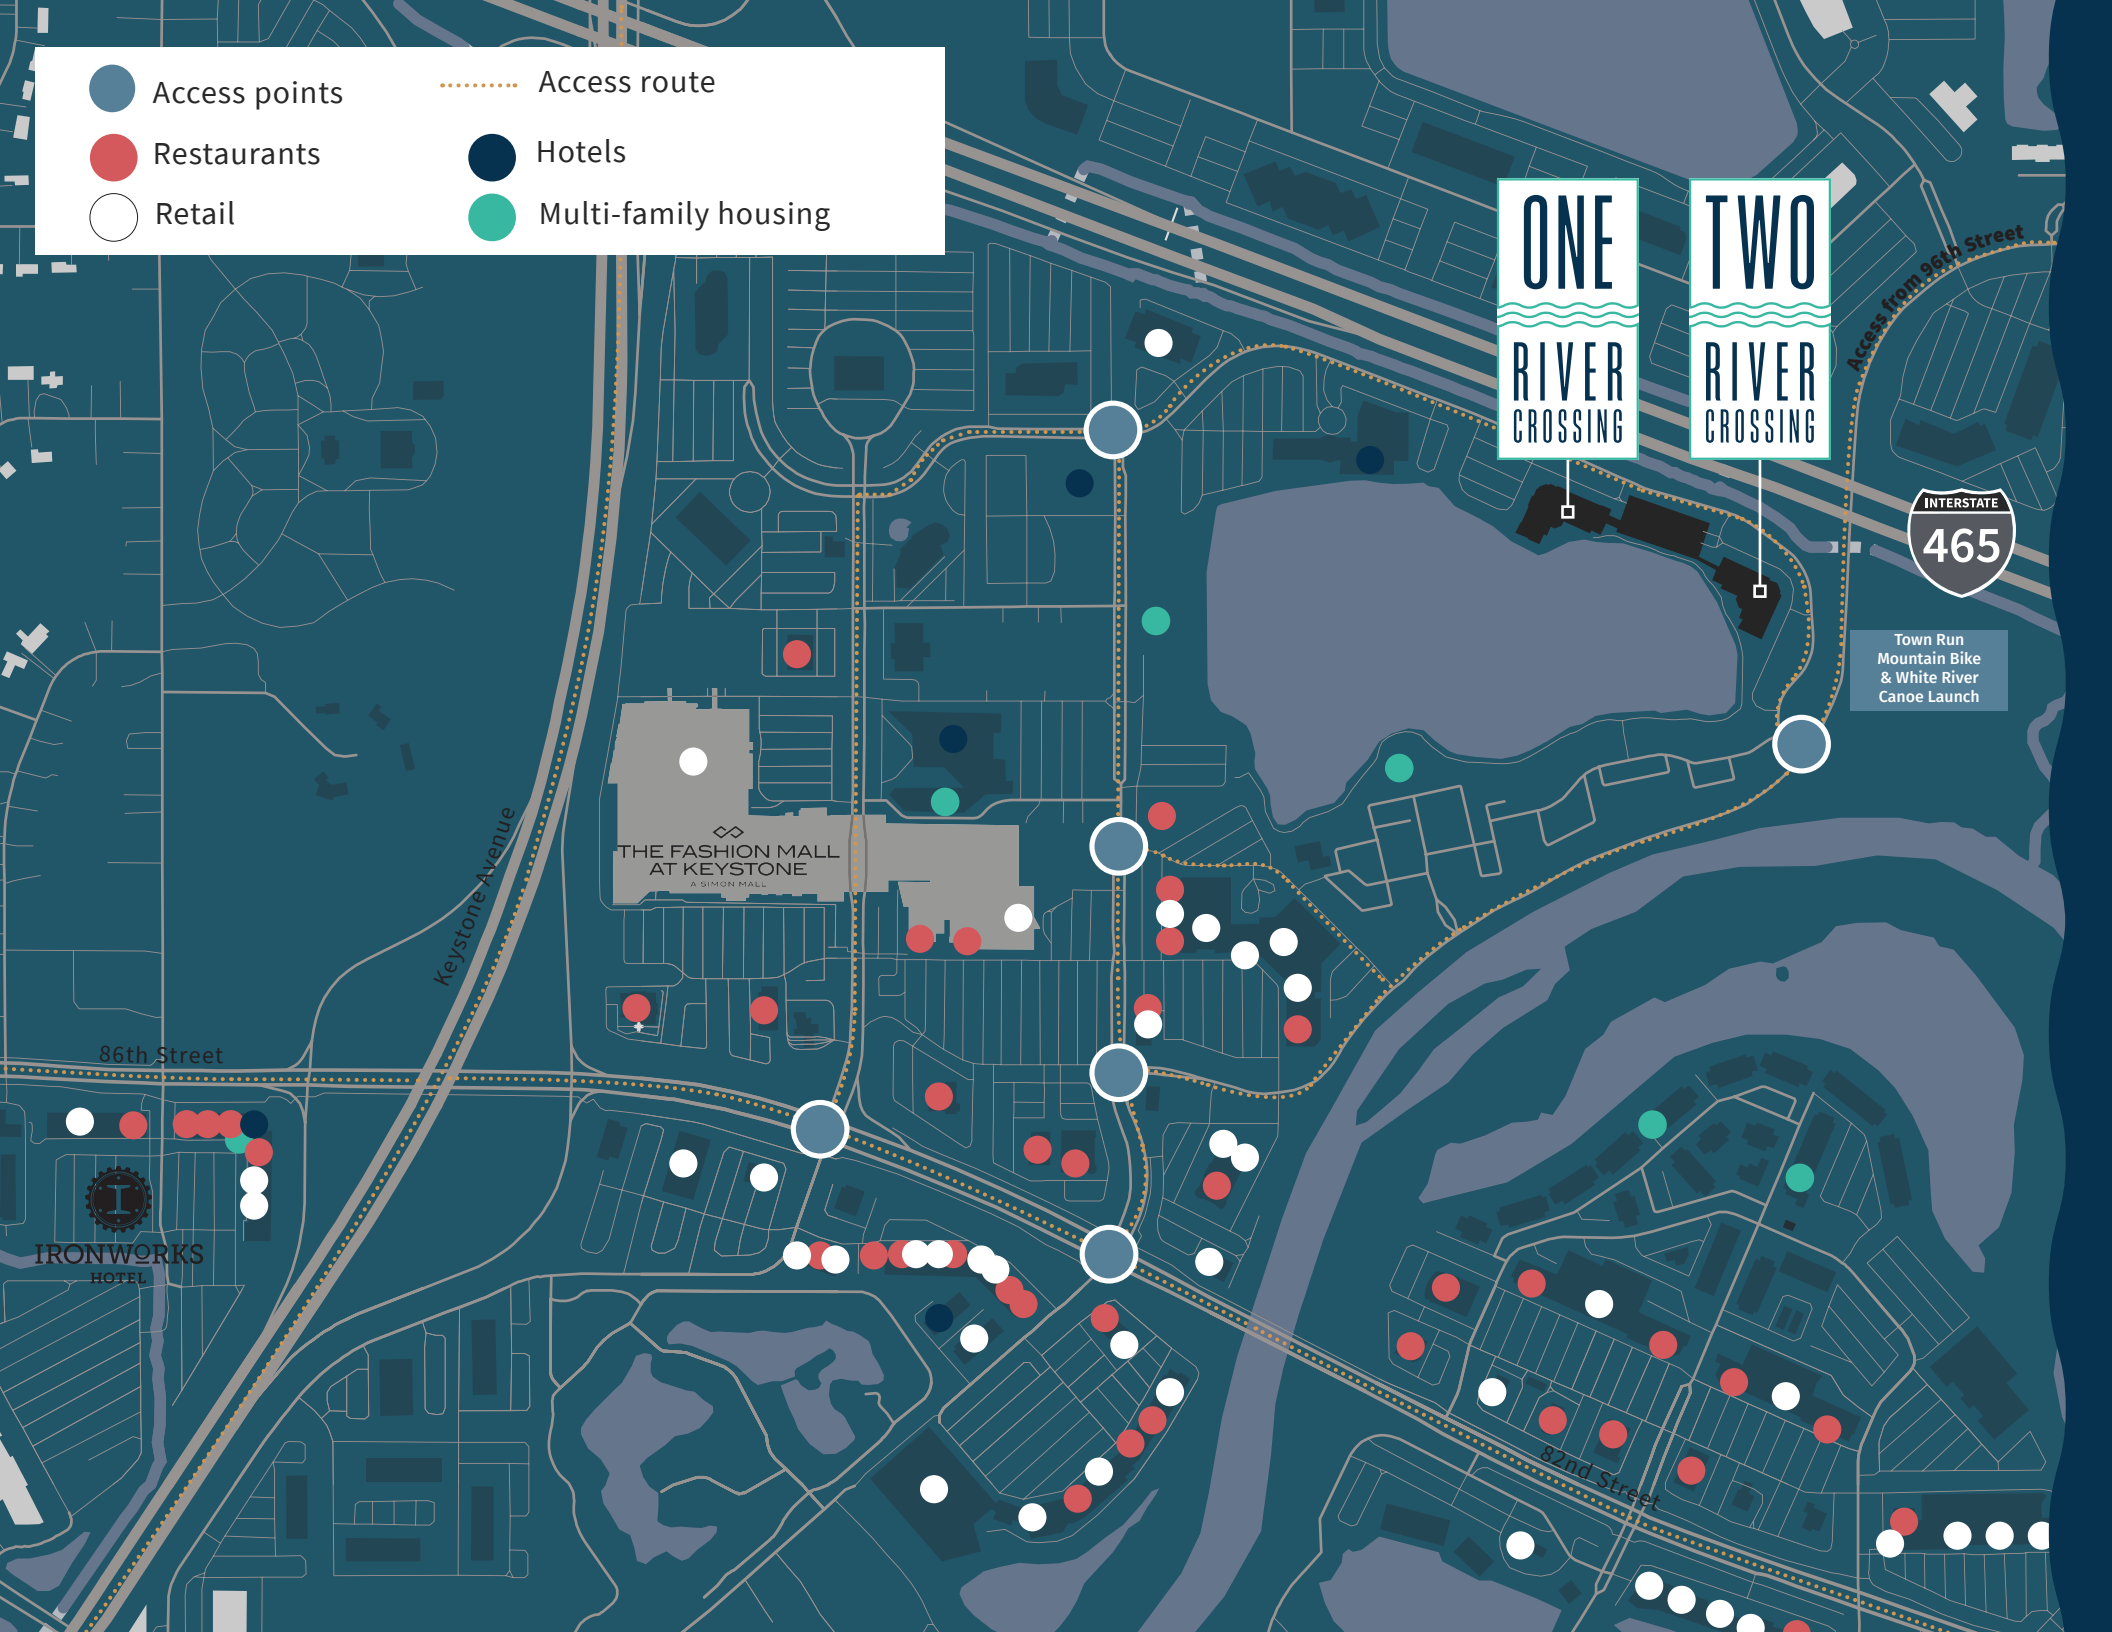 Access points
Access route
Restaurants
Hotels
Retail
Multi-family housing
ONE
RIVER
CROSSING
TWO
RIVER
CROSSING
Access from 96th Street
INTERSTATE
465
Town Run
Mountain Bike
& White River
Canoe Launch
THE FASHION MALL
AT KEYSTONE
A SIMON MALL
Keystone Avenue
86th Street
I
IRONWORKS
HOTEL
82nd Street